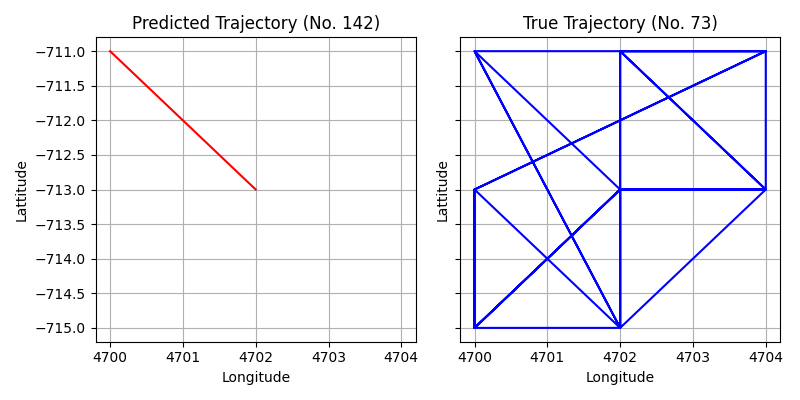 Predicted Trajectory (No. 142)
True Trajectory (No. 73)
−711.0
−711.5
−712.0
−712.5
−713.0
−713.5
−714.0
−714.5
−715.0
Lattitude
Lattitude
4700 4701 4702 4703 4704
4700 4701 4702 4703 4704
Longitude
Longitude